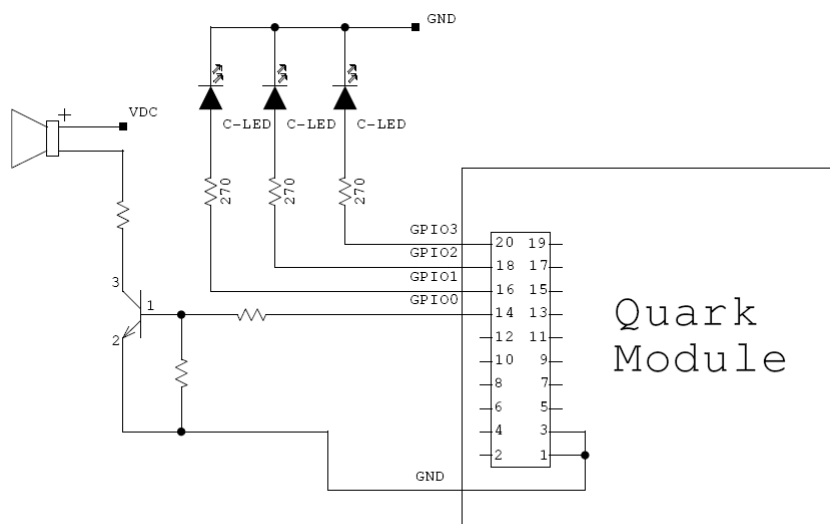 GND
+
VDC
C-LED C-LED C-LED
270 270 270
GPIO3
GPIO2
GPIO1
GPIO0
3
1
2
20 19
18 17
16 15
14 13
12 11
10 9
8 7
6 5
4 3
2 1
GND
Quark
Module